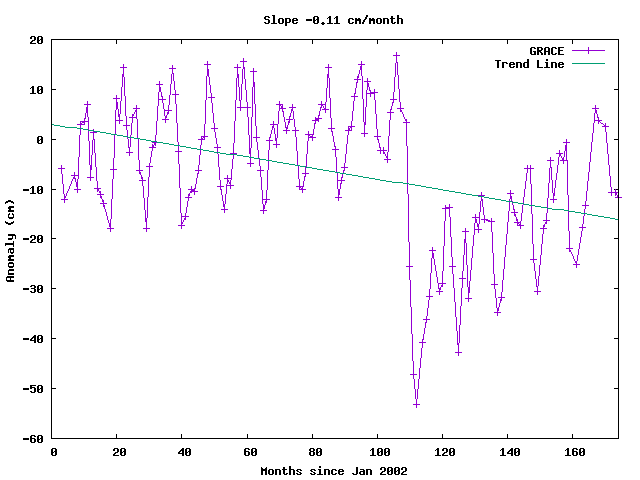 Slope -0.11 cm/month
GRACE
Trend Line
20
10
0
-10
-20
-30
-40
-50
-60
Anomaly (cm)
0 20 40 60 80 100 120 140 160
Months since Jan 2002